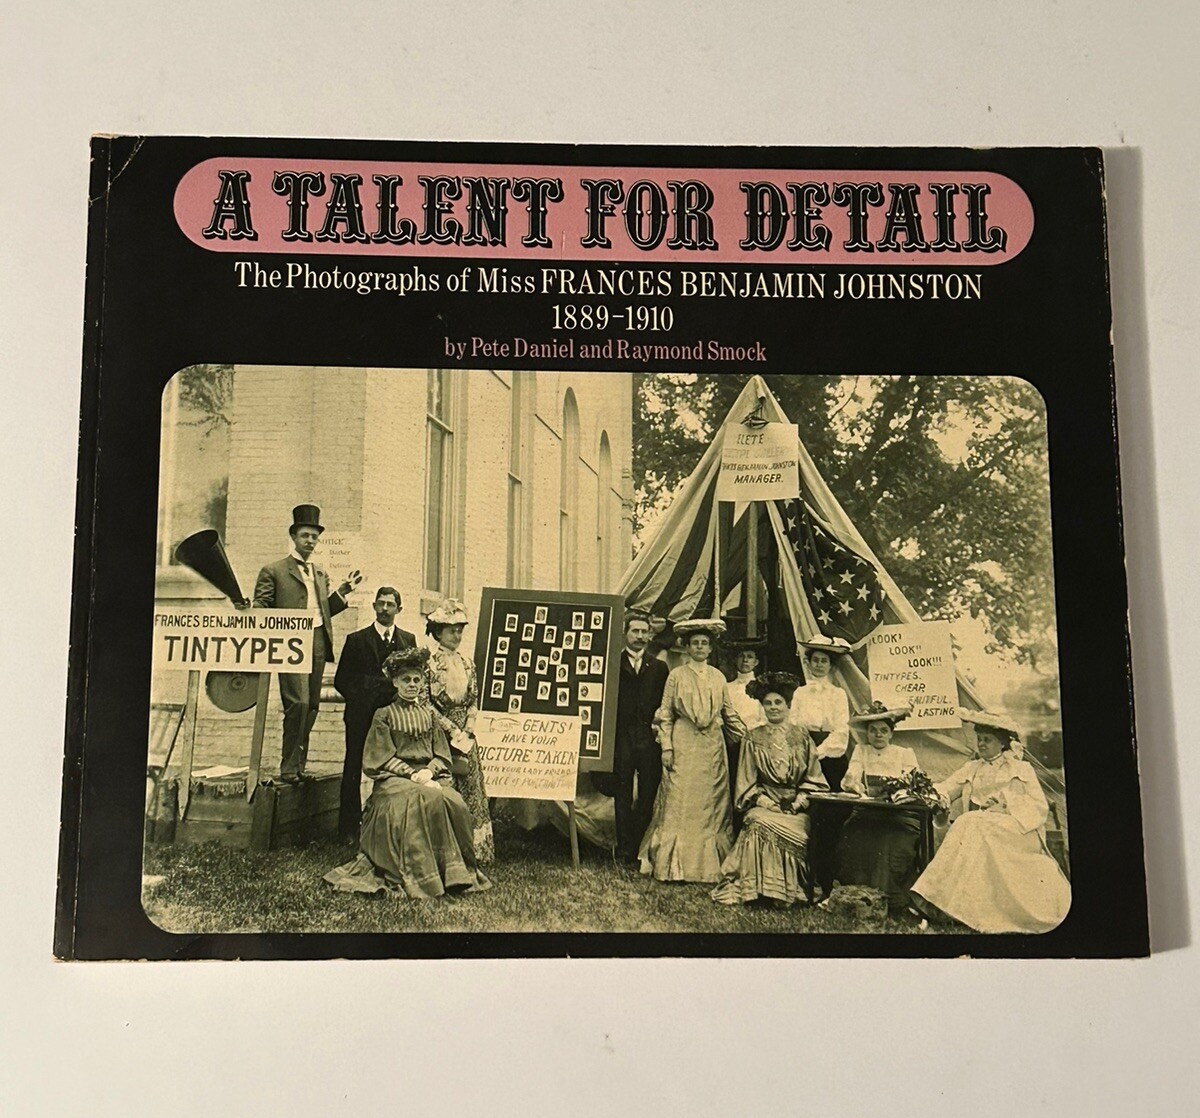 A TALENT FOR DETAIL
The Photographs of Miss FRANCES BENJAMIN JOHNSTON
1889–1910
by Pete Daniel and Raymond Smock
MANAGER.
FRANCES BENJAMIN JOHNSTON
TINTYPES
GENTS!
HAVE YOUR
PICTURE TAKEN
WITH YOUR LADY FRIEND
LOOK!
LOOK!!
LOOK!!!
TINTYPES.
CHEAP
LASTING